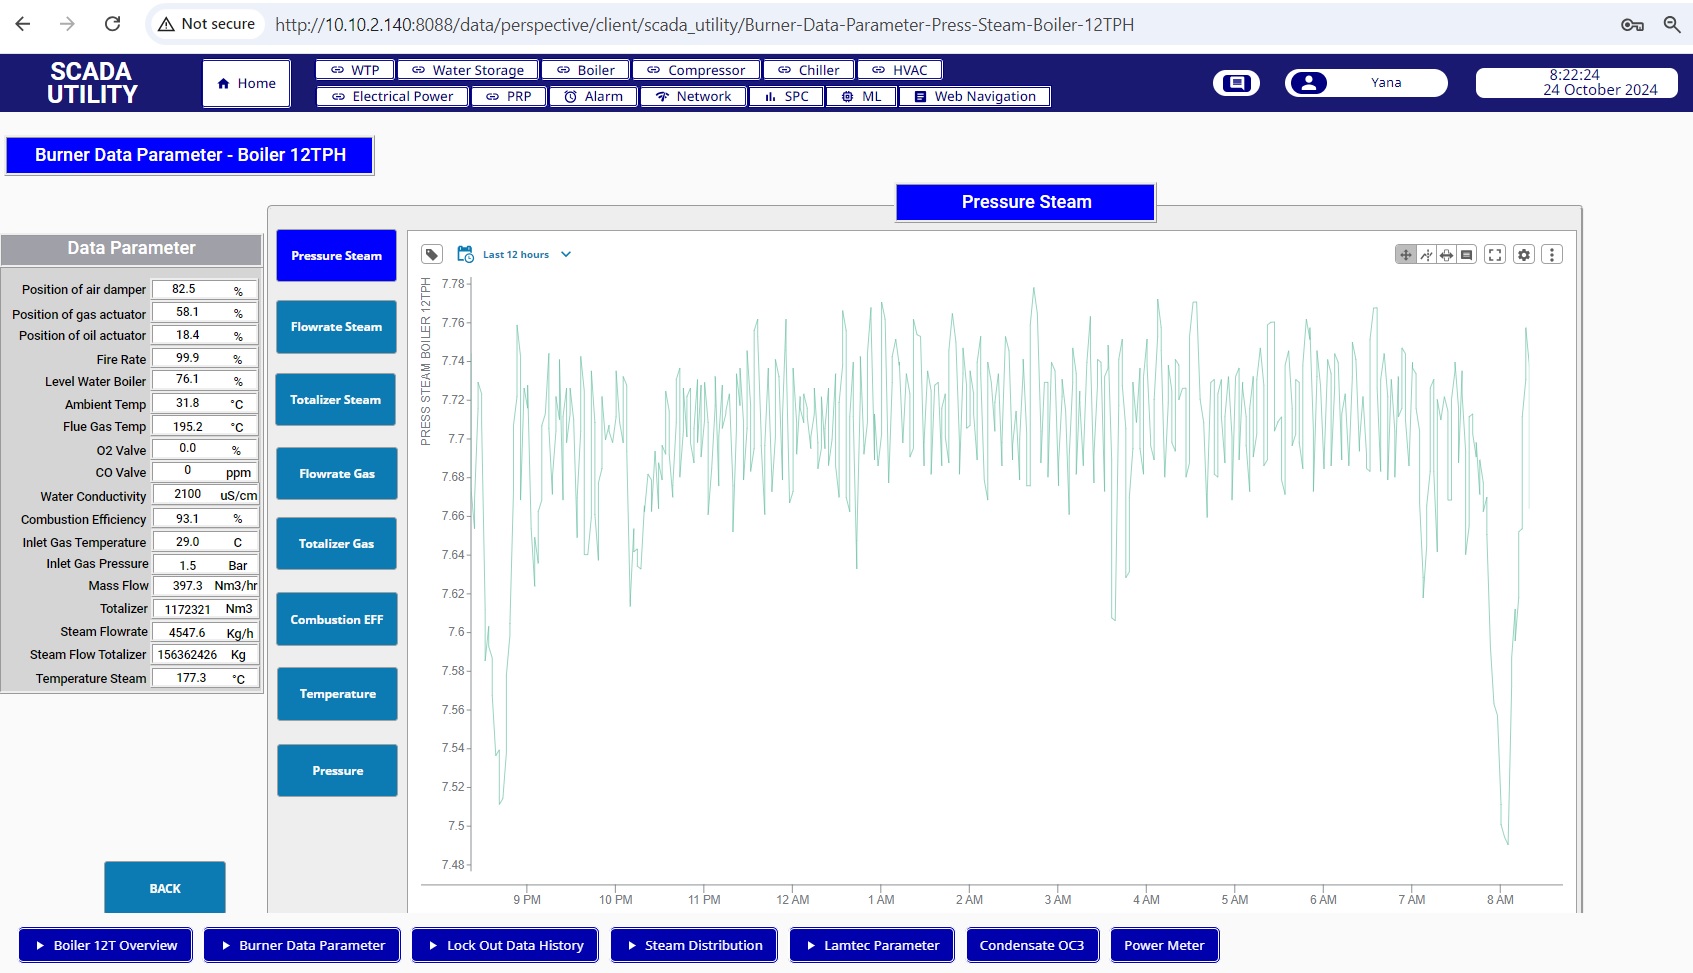 Not secure http://10.10.2.140:8088/data/perspective/client/scada_utility/Burner-Data-Parameter-Press-Steam-Boiler-12TPH
SCADA UTILITY
Home
WTP Water Storage Boiler Compressor Chiller HVAC
Electrical Power PRP Alarm Network SPC ML Web Navigation
Yana
8:22:24
24 October 2024
Burner Data Parameter - Boiler 12TPH
Pressure Steam
Data Parameter
Position of air damper 82.5 %
Position of gas actuator 58.1 %
Position of oil actuator 18.4 %
Fire Rate 99.9 %
Level Water Boiler 76.1 %
Ambient Temp 31.8 °C
Flue Gas Temp 195.2 °C
O2 Valve 0.0 %
CO Valve 0 ppm
Water Conductivity 2100 uS/cm
Combustion Efficiency 93.1 %
Inlet Gas Temperature 29.0 C
Inlet Gas Pressure 1.5 Bar
Mass Flow 397.3 Nm3/hr
Totalizer 1172321 Nm3
Steam Flowrate 4547.6 Kg/h
Steam Flow Totalizer 156362426 Kg
Temperature Steam 177.3 °C
BACK
Pressure Steam
Flowrate Steam
Totalizer Steam
Flowrate Gas
Totalizer Gas
Combustion EFF
Temperature
Pressure
Last 12 hours
PRESS STEAM BOILER 12TPH
7.78
7.76
7.74
7.72
7.7
7.68
7.66
7.64
7.62
7.6
7.58
7.56
7.54
7.52
7.5
7.48
9 PM 10 PM 11 PM 12 AM 1 AM 2 AM 3 AM 4 AM 5 AM 6 AM 7 AM 8 AM
Boiler 12T Overview Burner Data Parameter Lock Out Data History Steam Distribution Lamtec Parameter Condensate OC3 Power Meter